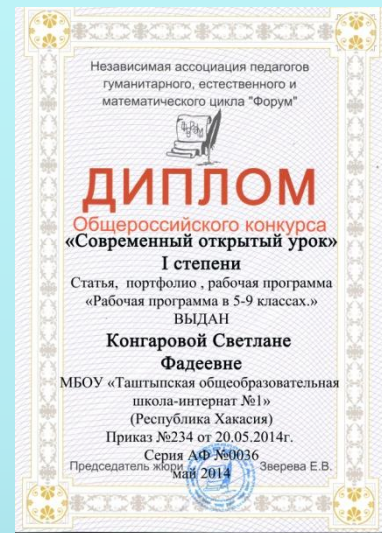 Независимая ассоциация педагогов
гуманитарного, естественного и
математического цикла "Форум"
ФОРУМ
ДИПЛОМ
Общероссийского конкурса
«Современный открытый урок»
I степени
Статья, портфолио , рабочая программа
«Рабочая программа в 5-9 классах.»
ВЫДАН
Конгаровой Светлане
Фадеевне
МБОУ «Таштыпская общеобразовательная
школа-интернат №1»
(Республика Хакасия)
Приказ №234 от 20.05.2014г.
Серия АФ №0036
Председатель жюри Зверева Е.В.
май 2014